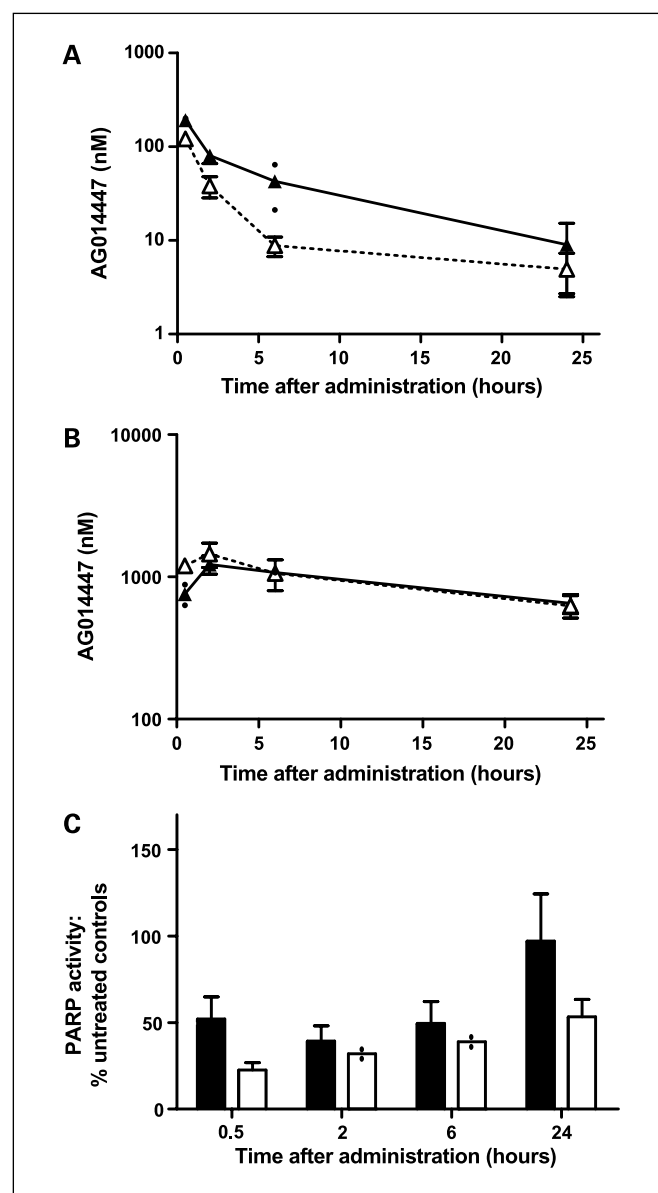 A
1000
100
10
1
AG014447 (nM)
0 5 10 15 20 25
Time after administration (hours)
B
10000
1000
100
AG014447 (nM)
0 5 10 15 20 25
Time after administration (hours)
C
150
100
50
0
PARP activity:
% untreated controls
0.5 2 6 24
Time after administration (hours)